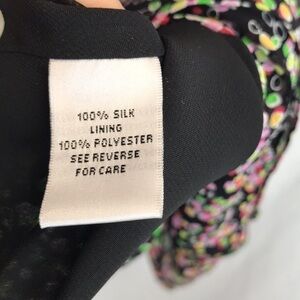 100% SILK
LINING
100% POLYESTER
SEE REVERSE
FOR CARE